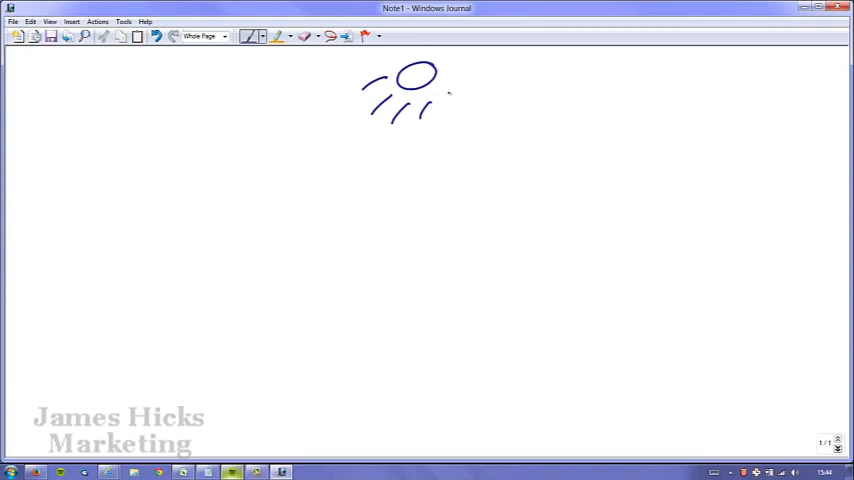 Note1 - Windows Journal
File Edit View Insert Actions Tools Help
Whole Page
James Hicks
Marketing
1 / 1
15:44